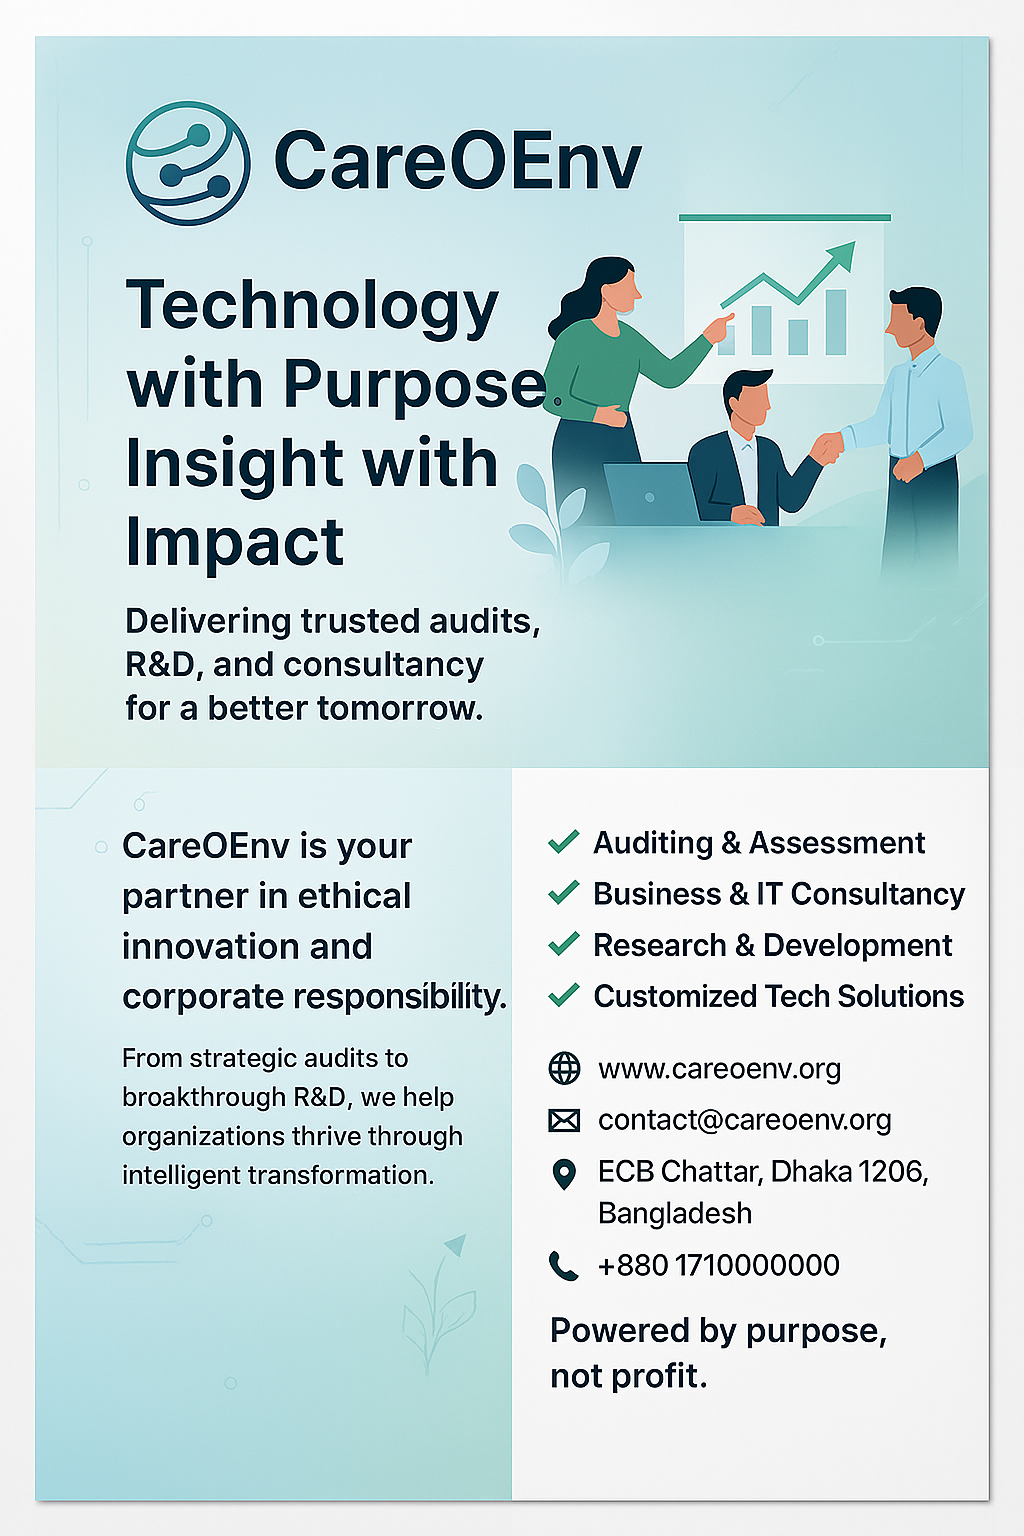 CareOEnv
Technology
with Purpose
Insight with
Impact
Delivering trusted audits,
R&D, and consultancy
for a better tomorrow.
CareOEnv is your
partner in ethical
innovation and
corporate responsíbílíty.
From strategic audits to
breakthrough R&D, we help
organizations thrive through
intelligent transformation.
Auditing & Assessment
Business & IT Consultancy
Research & Development
Customized Tech Solutions
www.careoenv.org
contact@careoenv.org
ECB Chattar, Dhaka 1206,
Bangladesh
+880 1710000000
Powered by purpose,
not profit.